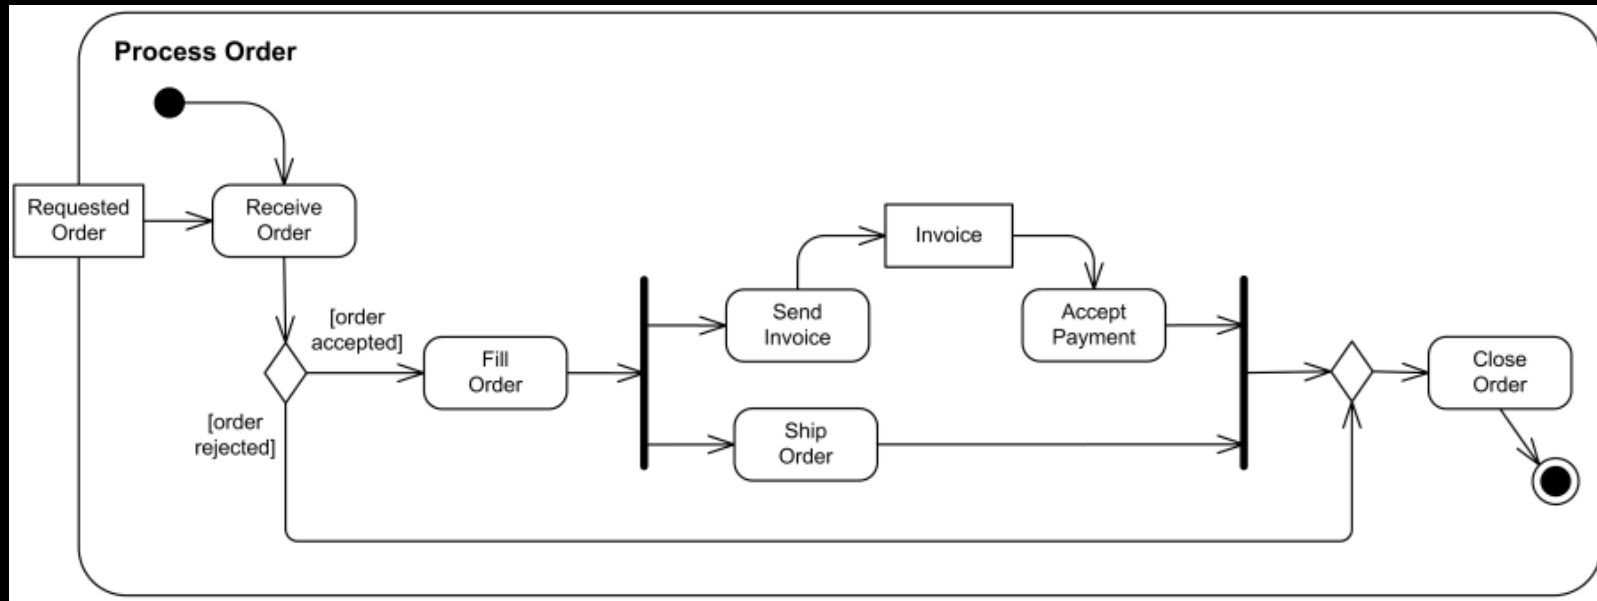 Process Order
Requested
Order
Receive
Order
[order
accepted]
[order
rejected]
Fill
Order
Send
Invoice
Invoice
Accept
Payment
Ship
Order
Close
Order